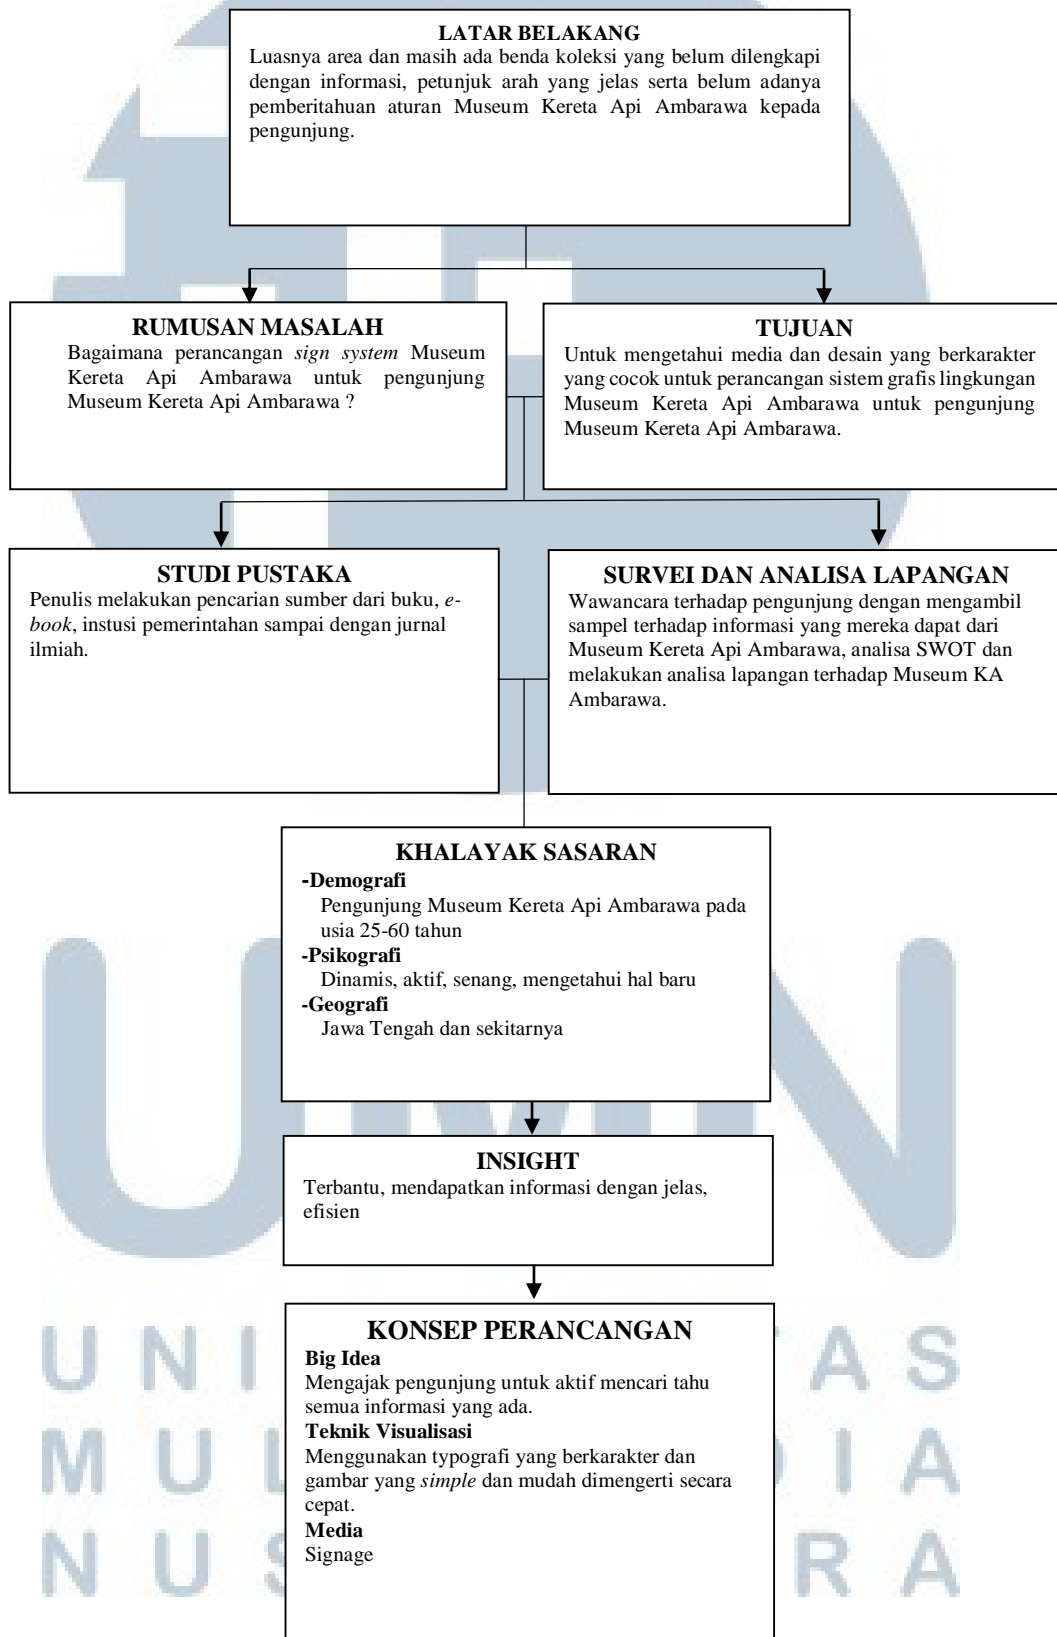 LATAR BELAKANG
Luasnya area dan masih ada benda koleksi yang belum dilengkapi
dengan informasi, petunjuk arah yang jelas serta belum adanya
pemberitahuan aturan Museum Kereta Api Ambarawa kepada
pengunjung.
RUMUSAN MASALAH
Bagaimana perancangan sign system Museum
Kereta Api Ambarawa untuk pengunjung
Museum Kereta Api Ambarawa ?
TUJUAN
Untuk mengetahui media dan desain yang berkarakter
yang cocok untuk perancangan sistem grafis lingkungan
Museum Kereta Api Ambarawa untuk pengunjung
Museum Kereta Api Ambarawa.
STUDI PUSTAKA
Penulis melakukan pencarian sumber dari buku, e-
book, instusi pemerintahan sampai dengan jurnal
ilmiah.
SURVEI DAN ANALISA LAPANGAN
Wawancara terhadap pengunjung dengan mengambil
sampel terhadap informasi yang mereka dapat dari
Museum Kereta Api Ambarawa, analisa SWOT dan
melakukan analisa lapangan terhadap Museum KA
Ambarawa.
KHALAYAK SASARAN
-Demografi
Pengunjung Museum Kereta Api Ambarawa pada
usia 25-60 tahun
-Psikografi
Dinamis, aktif, senang, mengetahui hal baru
-Geografi
Jawa Tengah dan sekitarnya
INSIGHT
Terbantu, mendapatkan informasi dengan jelas,
efisien
KONSEP PERANCANGAN
Big Idea
Mengajak pengunjung untuk aktif mencari tahu
semua informasi yang ada.
Teknik Visualisasi
Menggunakan typografi yang berkarakter dan
gambar yang simple dan mudah dimengerti secara
cepat.
Media
Signage